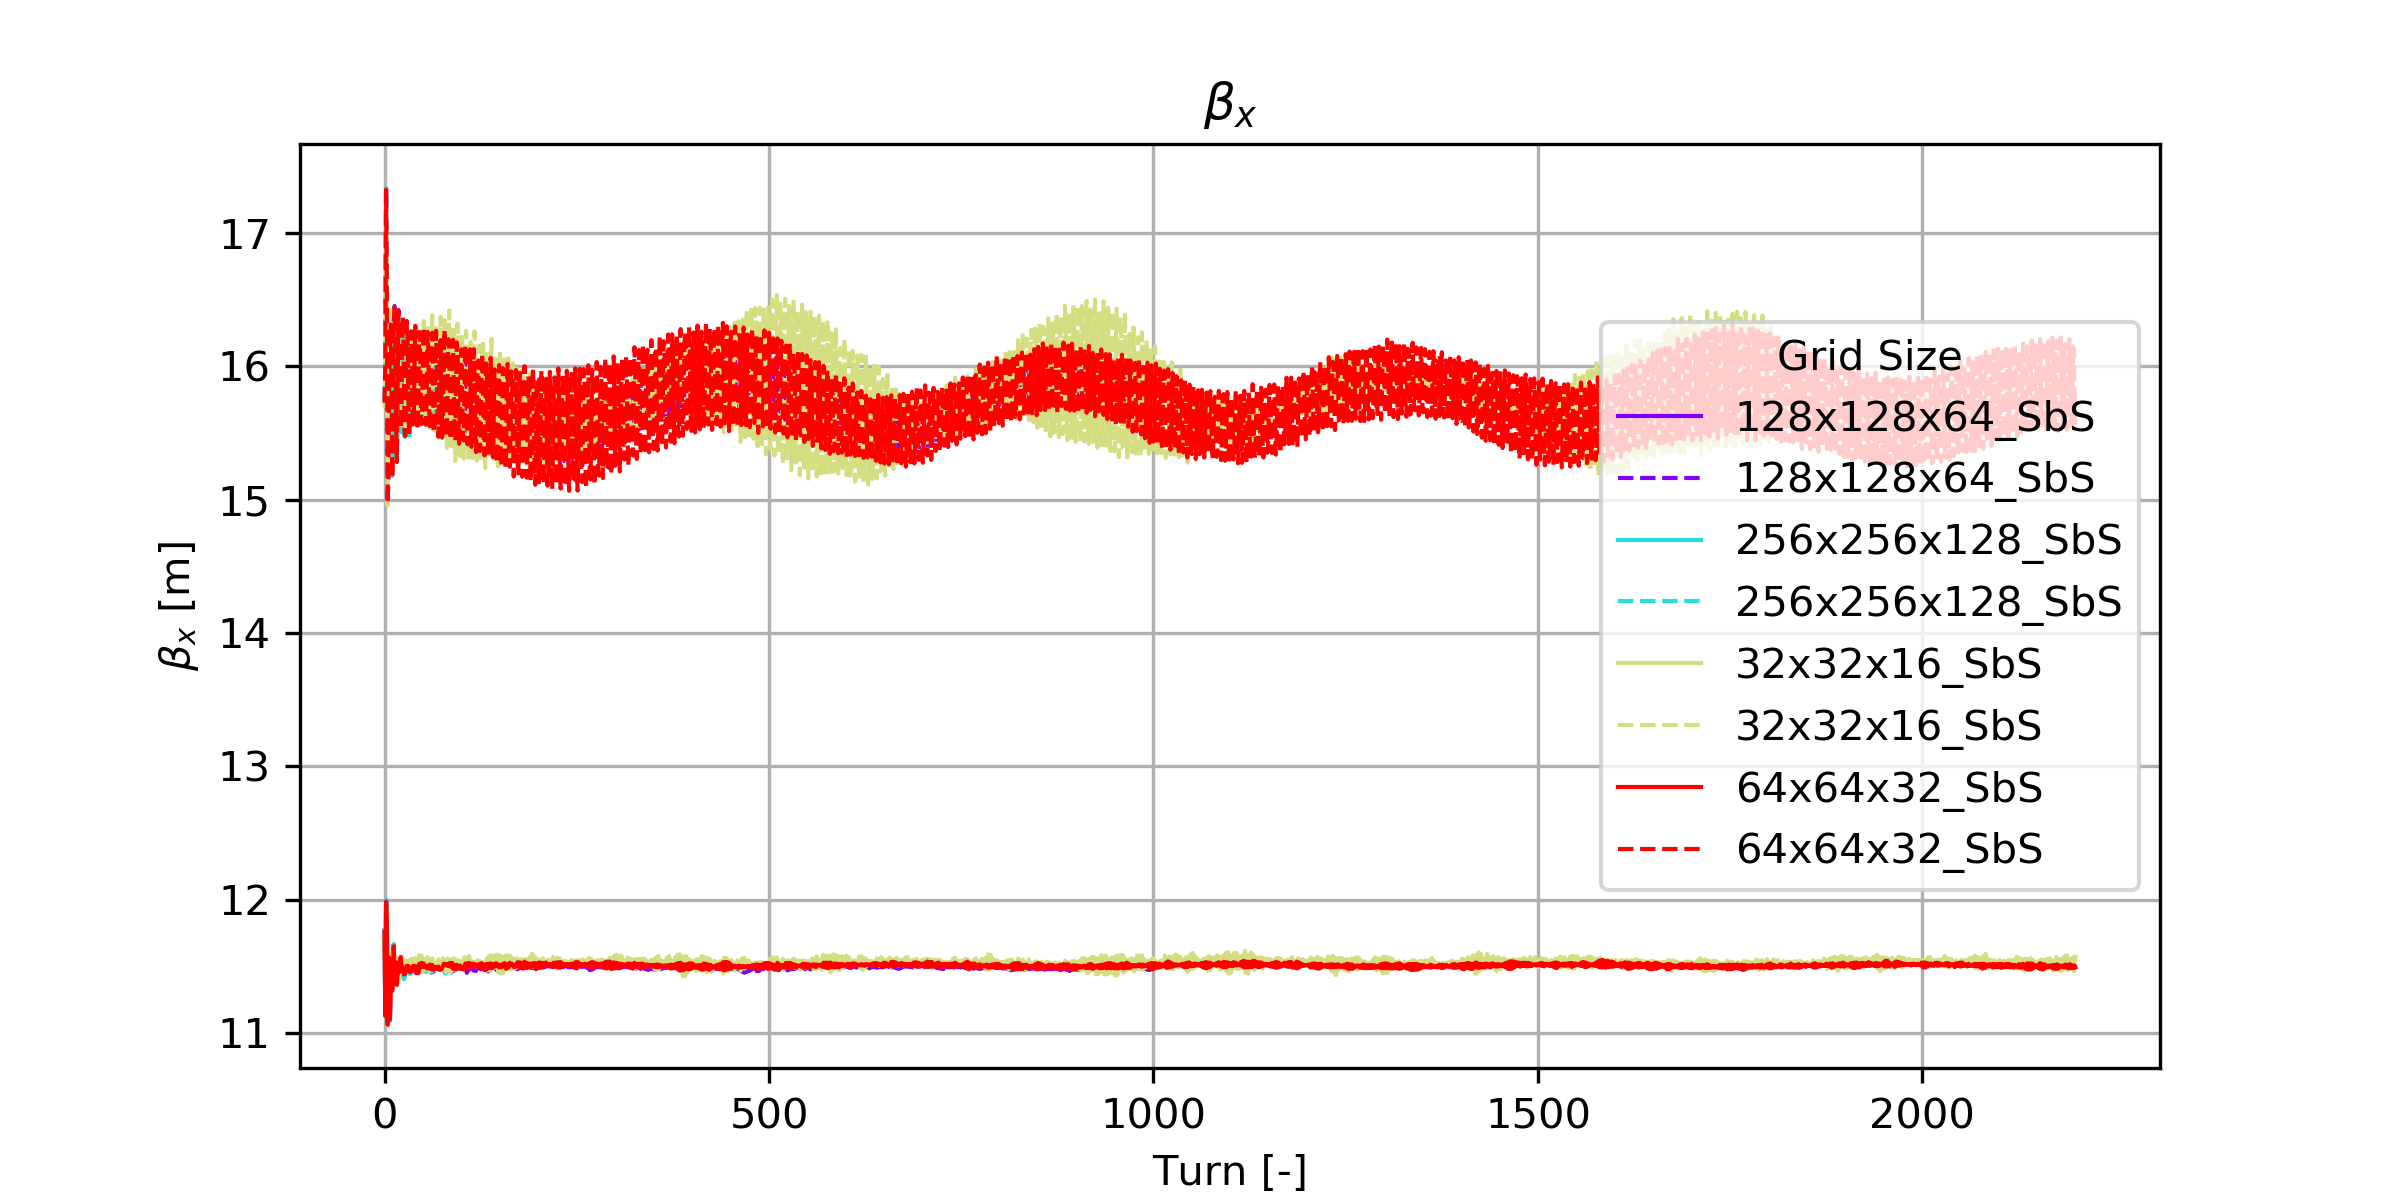 βx
17
16
15
14
13
12
11
βx [m]
Grid Size
128x128x64_SbS
128x128x64_SbS
256x256x128_SbS
256x256x128_SbS
32x32x16_SbS
32x32x16_SbS
64x64x32_SbS
64x64x32_SbS
0 500 1000 1500 2000
Turn [-]